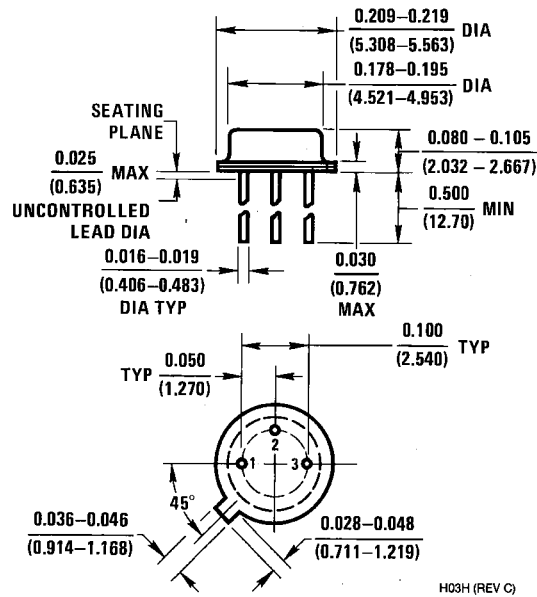 0.209–0.219 DIA
(5.308–5.563)
0.178–0.195 DIA
(4.521–4.953)
SEATING
PLANE
0.080 – 0.105
(2.032 – 2.667)
0.025 MAX
(0.635)
0.500 MIN
(12.70)
UNCONTROLLED
LEAD DIA
0.016–0.019
(0.406–0.483)
DIA TYP
0.030
(0.762)
MAX
0.100 TYP
(2.540)
TYP 0.050
(1.270)
2
1
3
45°
0.036–0.046
(0.914–1.168)
0.028–0.048
(0.711–1.219)
H03H (REV C)